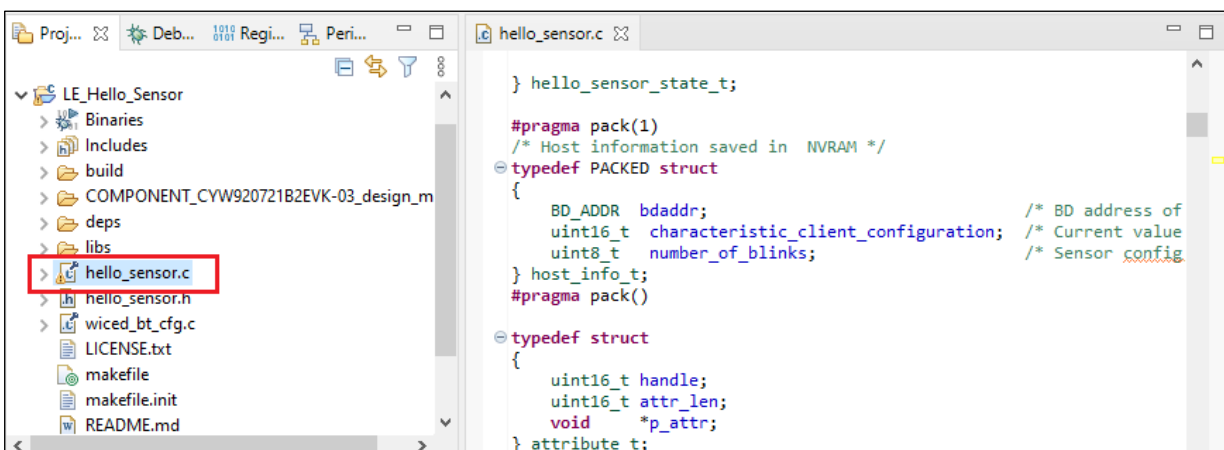 Proj... Deb... Regi... Peri...
LE_Hello_Sensor
Binaries
Includes
build
COMPONENT_CYW920721B2EVK-03_design_m
deps
libs
hello_sensor.c
hello_sensor.h
wiced_bt_cfg.c
LICENSE.txt
makefile
makefile.init
README.md
hello_sensor.c
} hello_sensor_state_t;
#pragma pack(1)
/* Host information saved in  NVRAM */
typedef PACKED struct
{
    BD_ADDR  bdaddr;                                /* BD address of
    uint16_t  characteristic_client_configuration;  /* Current value
    uint8_t   number_of_blinks;                     /* Sensor config
} host_info_t;
#pragma pack()
typedef struct
{
    uint16_t handle;
    uint16_t attr_len;
    void     *p_attr;
} attribute_t;